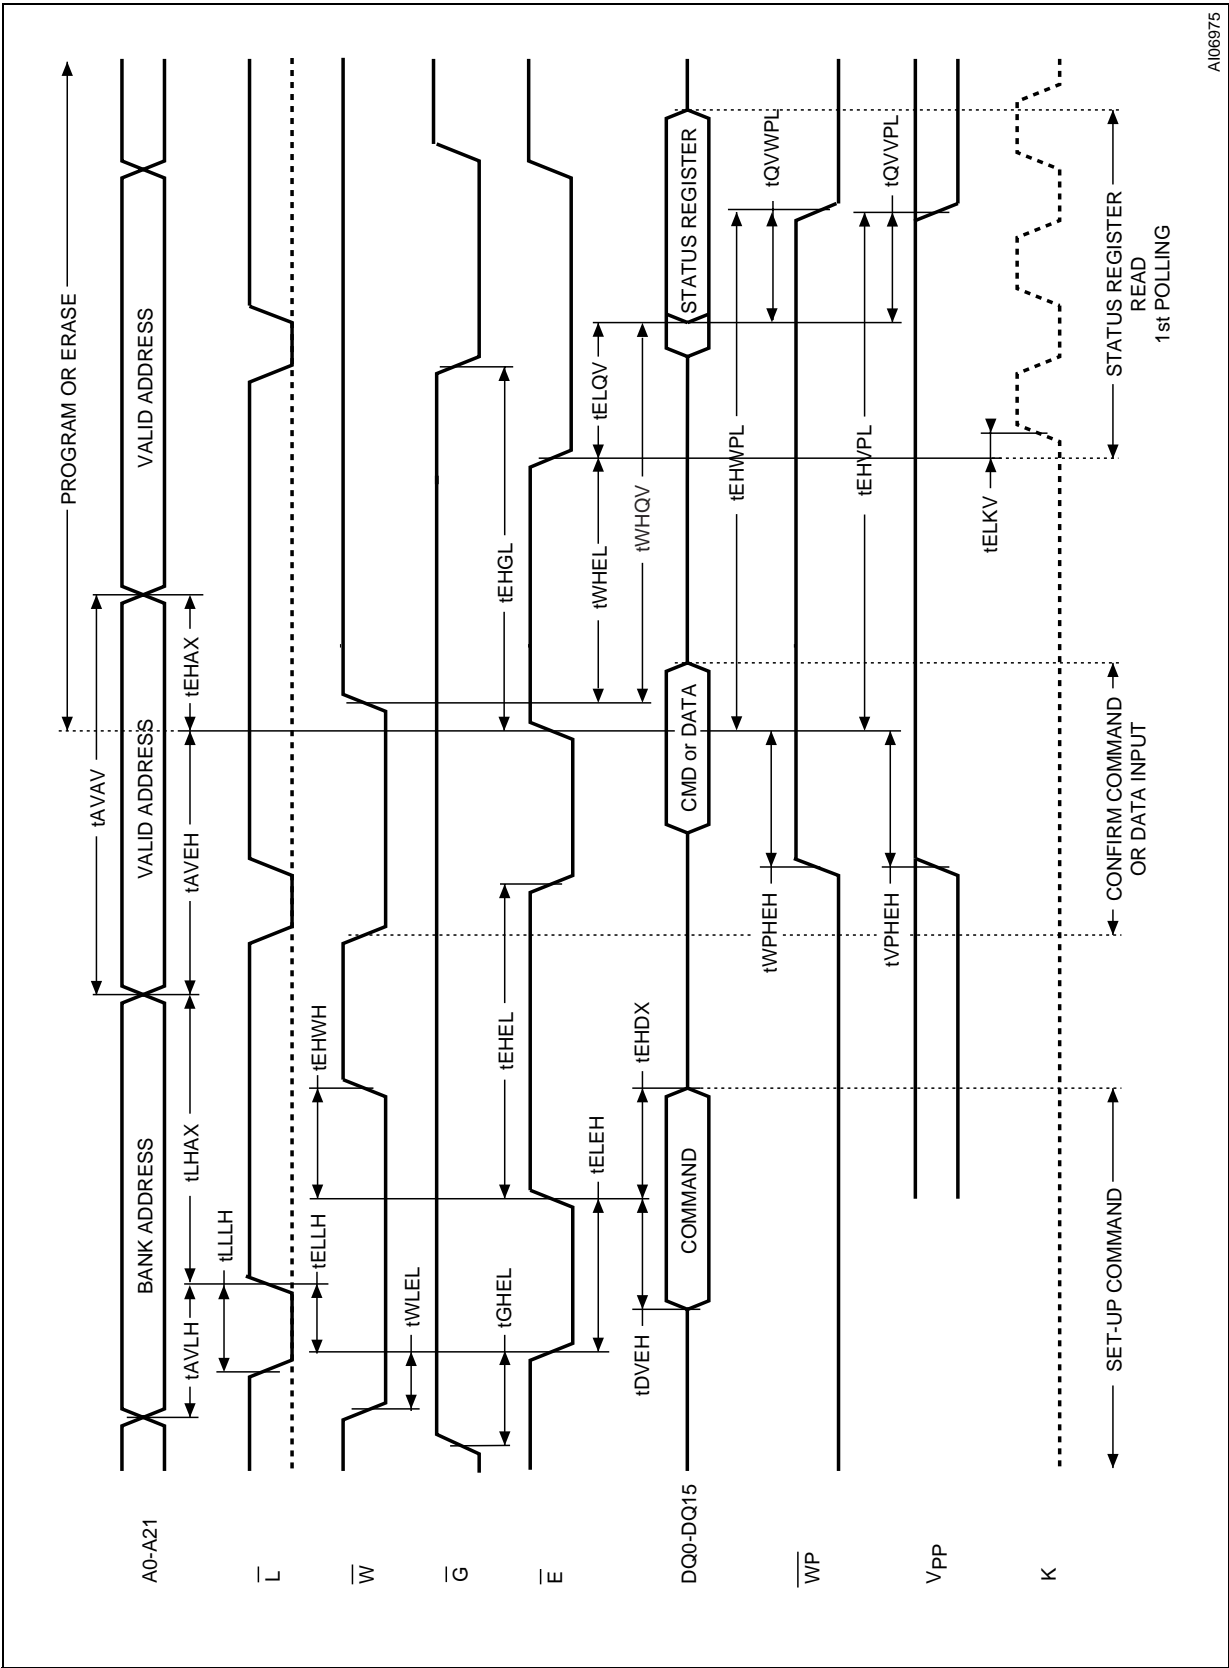 PROGRAM OR ERASE
tAVAV
A0-A21
BANK ADDRESS
VALID ADDRESS
VALID ADDRESS
tAVLH
tLHAX
tAVEH
tEHAX
tLLLH
L
tELLH
tEHWH
W
tWLEL
G
tGHEL
tEHEL
tEHGL
E
tELEH
tWHEL
tELQV
tDVEH
tEHDX
tWHQV
DQ0-DQ15
COMMAND
CMD or DATA
STATUS REGISTER
tEHWPL
tWPHEH
tQVWPL
WP
tEHVPL
tVPHEH
tQVVPL
VPP
tELKV
K
SET-UP COMMAND
CONFIRM COMMAND
OR DATA INPUT
STATUS REGISTER
READ
1st POLLING
AI06975